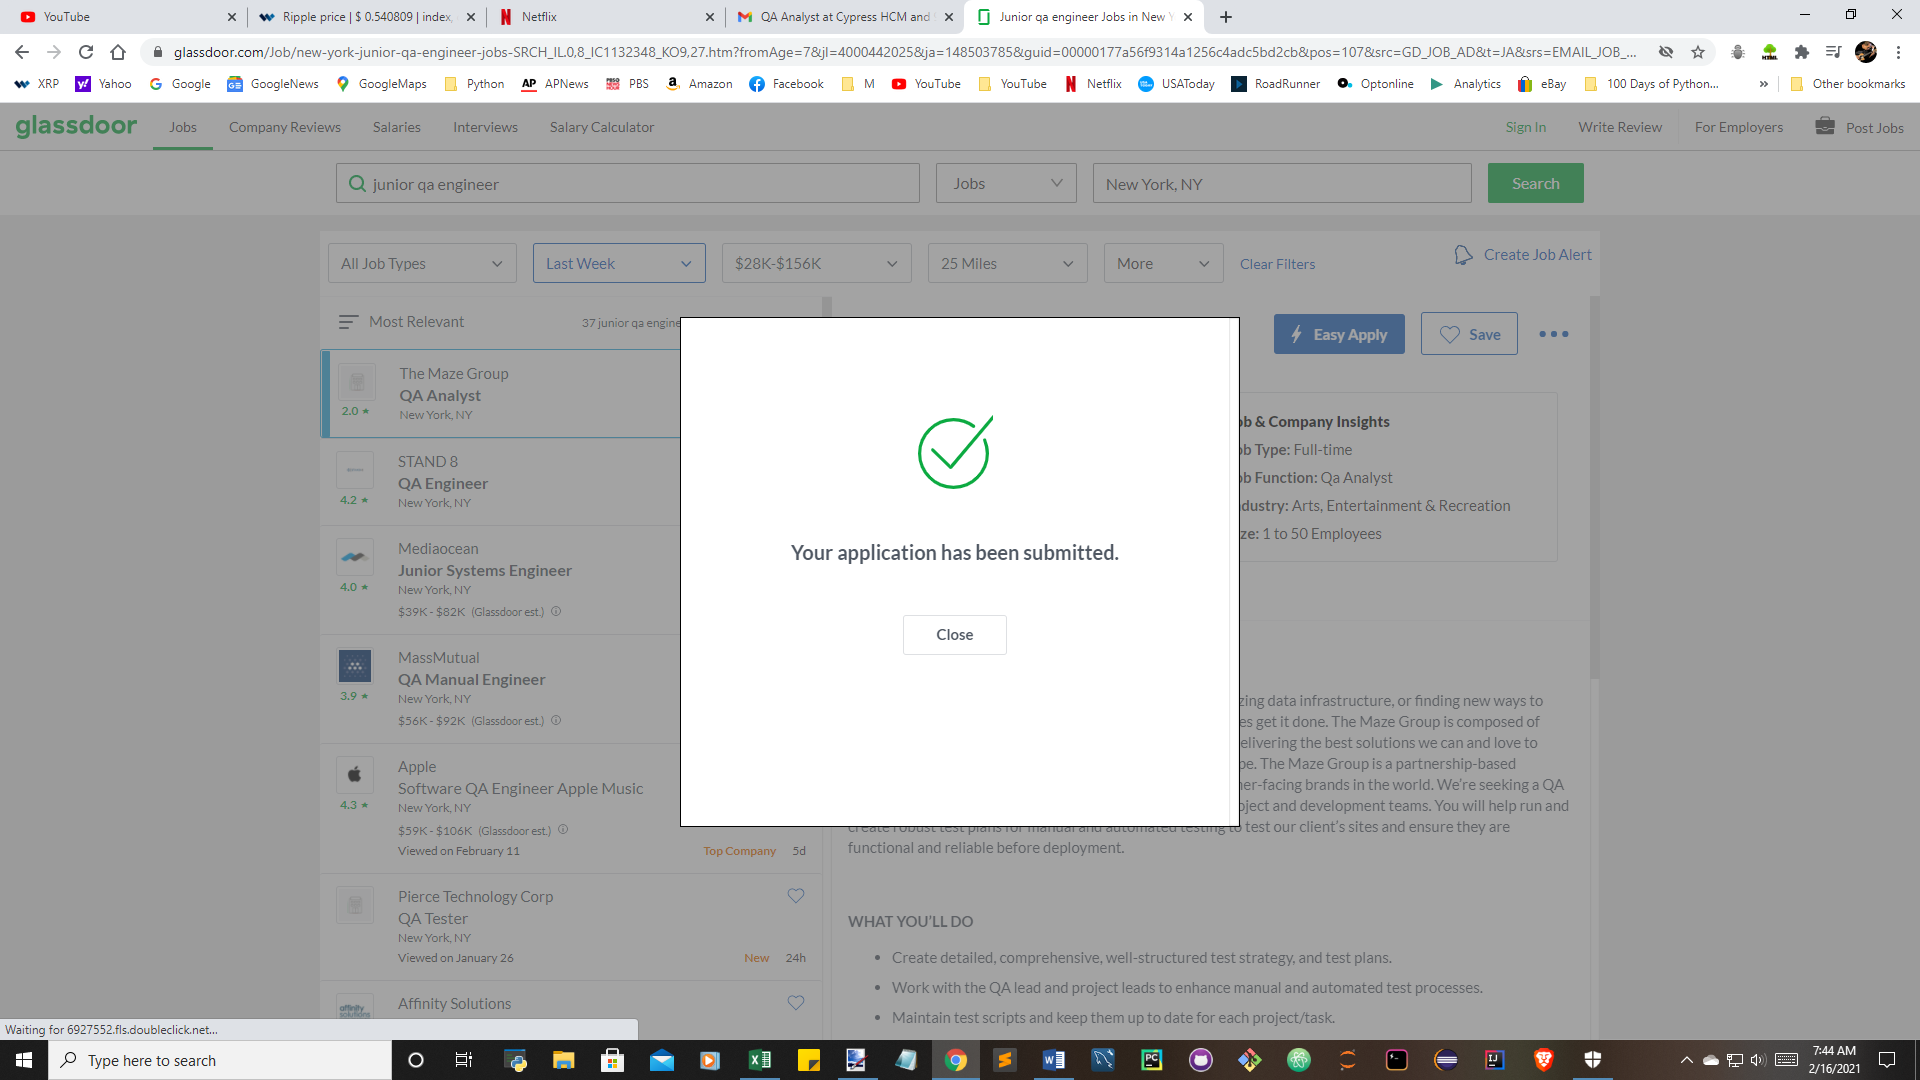 YouTube
Ripple price | $ 0.540809 | index,
Netflix
QA Analyst at Cypress HCM and
Junior qa engineer Jobs in New Y
glassdoor.com/Job/new-york-junior-qa-engineer-jobs-SRCH_IL.0,8_IC1132348_KO9,27.htm?fromAge=7&jl=4000442025&ja=148503785&guid=00000177a56f9314a1256c4adc5bd2cb&pos=107&src=GD_JOB_AD&t=JA&srs=EMAIL_JOB_...
XRP
Yahoo
Google
GoogleNews
GoogleMaps
Python
AP APNews
PBS
Amazon
Facebook
M
YouTube
YouTube
Netflix
USAToday
RoadRunner
Optonline
Analytics
eBay
100 Days of Python...
»
Other bookmarks
glassdoor
Jobs
Company Reviews
Salaries
Interviews
Salary Calculator
Sign In
Write Review
For Employers
Post Jobs
junior qa engineer
Jobs
New York, NY
Search
All Job Types
Last Week
$28K-$156K
25 Miles
More
Clear Filters
Create Job Alert
Most Relevant
37 junior qa engine
The Maze Group
QA Analyst
2.0 ★
New York, NY
STAND 8
QA Engineer
4.2 ★
New York, NY
Mediaocean
Junior Systems Engineer
4.0 ★
New York, NY
$39K - $82K (Glassdoor est.)
MassMutual
QA Manual Engineer
3.9 ★
New York, NY
$56K - $92K (Glassdoor est.)
Apple
Software QA Engineer Apple Music
4.3 ★
New York, NY
$59K - $106K (Glassdoor est.)
Viewed on February 11
Top Company
5d
Pierce Technology Corp
QA Tester
New York, NY
Viewed on January 26
New
24h
Affinity Solutions
affinity
solutions
Your application has been submitted.
Close
Easy Apply
Save
ob & Company Insights
ob Type: Full-time
ob Function: Qa Analyst
dustry: Arts, Entertainment & Recreation
ze: 1 to 50 Employees
zing data infrastructure, or finding new ways to
es get it done. The Maze Group is composed of
elivering the best solutions we can and love to
pe. The Maze Group is a partnership-based
er-facing brands in the world. We're seeking a QA
oject and development teams. You will help run and
create robust test plans for manual and automated testing to test our client's sites and ensure they are
functional and reliable before deployment.
WHAT YOU'LL DO
• Create detailed, comprehensive, well-structured test strategy, and test plans.
• Work with the QA lead and project leads to enhance manual and automated test processes.
• Maintain test scripts and keep them up to date for each project/task.
Waiting for 6927552.fls.doubleclick.net...
Type here to search
7:44 AM
2/16/2021